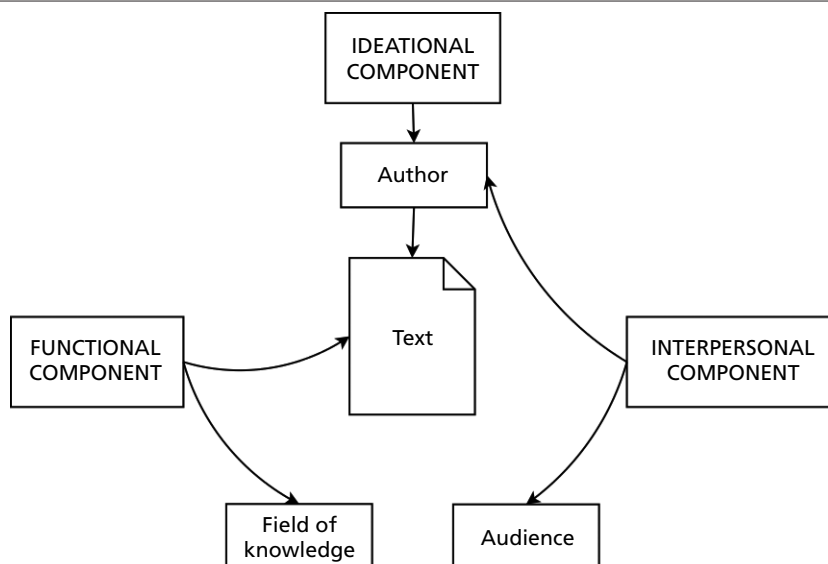 IDEATIONAL
COMPONENT
Author
Text
FUNCTIONAL
COMPONENT
INTERPERSONAL
COMPONENT
Field of
knowledge
Audience